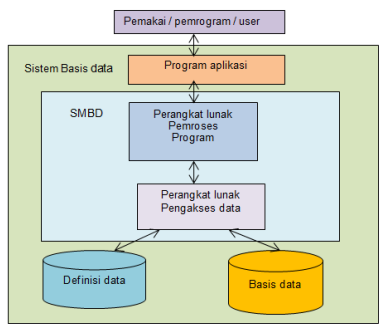 Pemakai / pemrogram / user
Sistem Basis data
Program aplikasi
SMBD
Perangkat lunak
Pemroses
Program
Perangkat lunak
Pengakses data
Definisi data
Basis data